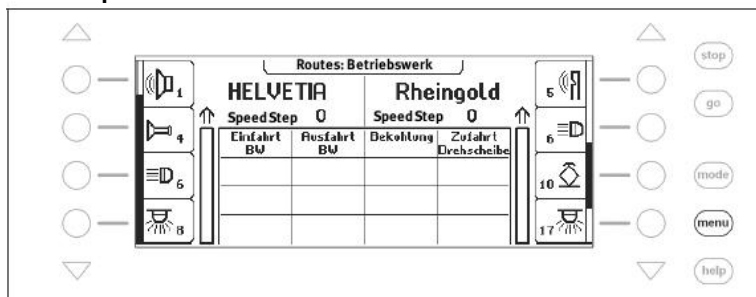 Routes: Betriebswerk
HELVETIA Rheingold
Speed Step 0 Speed Step 0
Einfahrt BW Ausfahrt BW Bekohlung Zufahrt Drehscheibe
1
4
6
8
5
6
10
17
stop
go
mode
menu
help